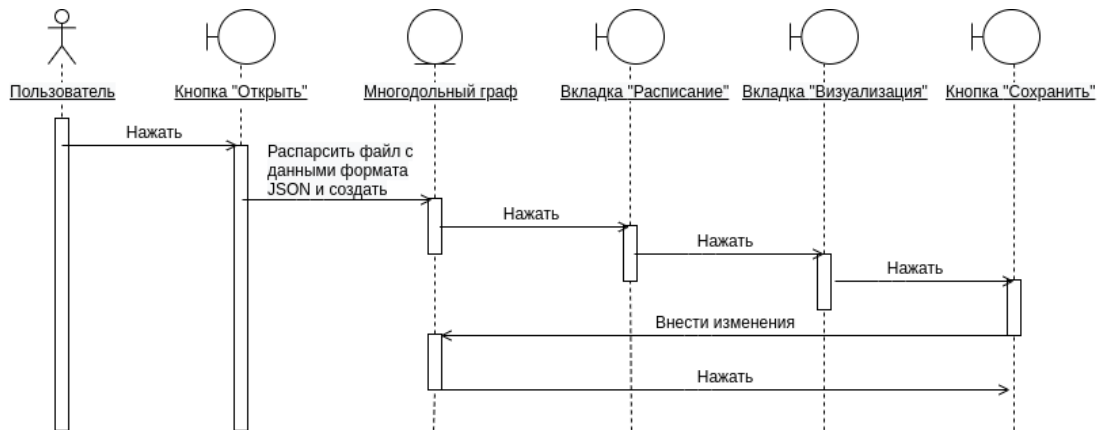 Пользователь
Кнопка "Открыть"
Многодольный граф
Вкладка "Расписание"
Вкладка "Визуализация"
Кнопка "Сохранить"
Нажать
Распарсить файл с
данными формата
JSON и создать
Нажать
Нажать
Нажать
Внести изменения
Нажать